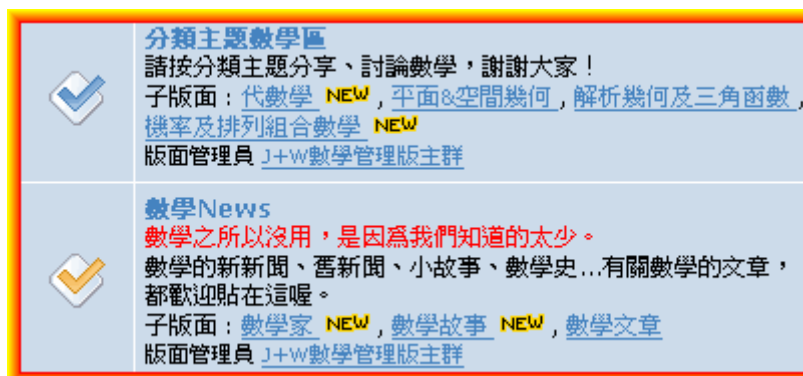 分類主題數學區
請按分類主題分享、討論數學，謝謝大家！
子版面：代數學 NEW , 平面&空間幾何 , 解析幾何及三角函數 ,
機率及排列組合數學 NEW
版面管理員 J+W數學管理版主群
數學News
數學之所以沒用，是因為我們知道的太少。
數學的新新聞、舊新聞、小故事、數學史...有關數學的文章，
都歡迎貼在這喔。
子版面：數學家 NEW , 數學故事 NEW , 數學文章
版面管理員 J+W數學管理版主群